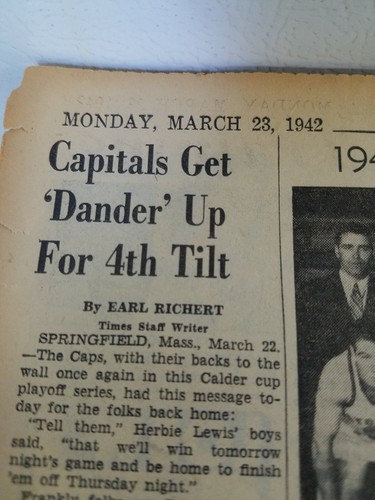 MONDAY, MARCH 23, 1942
194
Capitals Get
'Dander' Up
For 4th Tilt
By EARL RICHERT
Times Staff Writer
SPRINGFIELD, Mass., March 22.
—The Caps, with their backs to the
wall once again in this Calder cup
playoff series, had this message to-
day for the folks back home:
"Tell them," Herbie Lewis' boys
said, "that we'll win tomorrow
night's game and be home to finish
'em off Thursday night."